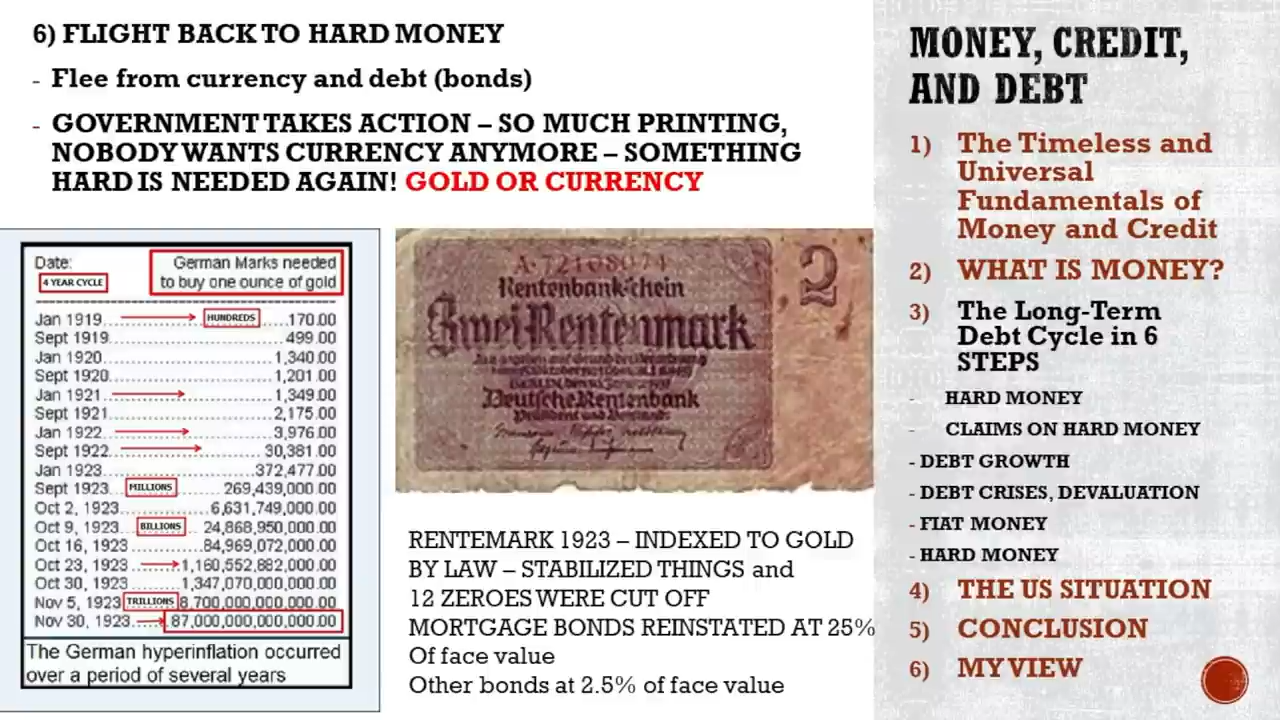 6) FLIGHT BACK TO HARD MONEY
- Flee from currency and debt (bonds)
- GOVERNMENT TAKES ACTION – SO MUCH PRINTING,
NOBODY WANTS CURRENCY ANYMORE – SOMETHING
HARD IS NEEDED AGAIN! GOLD OR CURRENCY
Date:
4 YEAR CYCLE
German Marks needed
to buy one ounce of gold
Jan 1919 HUNDREDS 170.00
Sept 1919 499.00
Jan 1920 1,340.00
Sept 1920 1,201.00
Jan 1921 1,349.00
Sept 1921 2,175.00
Jan 1922 3,976.00
Sept 1922 30,381.00
Jan 1923 372,477.00
Sept 1923 MILLIONS 269,439,000.00
Oct 2, 1923 6,631,749,000.00
Oct 9, 1923 BILLIONS 24,868,950,000.00
Oct 16, 1923 84,969,072,000.00
Oct 23, 1923 1,160,552,882,000.00
Oct 30, 1923 1,347,070,000,000.00
Nov 5, 1923 TRILLIONS 8,700,000,000,000.00
Nov 30, 1923 87,000,000,000,000.00
The German hyperinflation occurred
over a period of several years
A·72108074
2
Rentenbankschein
Zwei Rentenmark
Deutsche Rentenbank
RENTEMARK 1923 – INDEXED TO GOLD
BY LAW – STABILIZED THINGS and
12 ZEROES WERE CUT OFF
MORTGAGE BONDS REINSTATED AT 25%
Of face value
Other bonds at 2.5% of face value
MONEY, CREDIT,
AND DEBT
1) The Timeless and
Universal
Fundamentals of
Money and Credit
2) WHAT IS MONEY?
3) The Long-Term
Debt Cycle in 6
STEPS
- HARD MONEY
- CLAIMS ON HARD MONEY
- DEBT GROWTH
- DEBT CRISES, DEVALUATION
- FIAT MONEY
- HARD MONEY
4) THE US SITUATION
5) CONCLUSION
6) MY VIEW